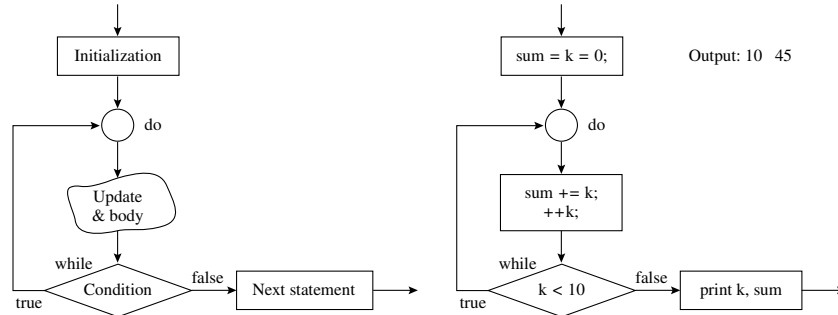 Initialization
do
Update
& body
while
Condition
true
false
Next statement
sum = k = 0;
Output: 10 45
do
sum += k;
++k;
while
k < 10
true
false
print k, sum